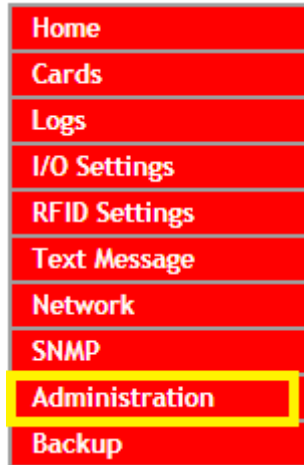 Home
Cards
Logs
I/O Settings
RFID Settings
Text Message
Network
SNMP
Administration
Backup